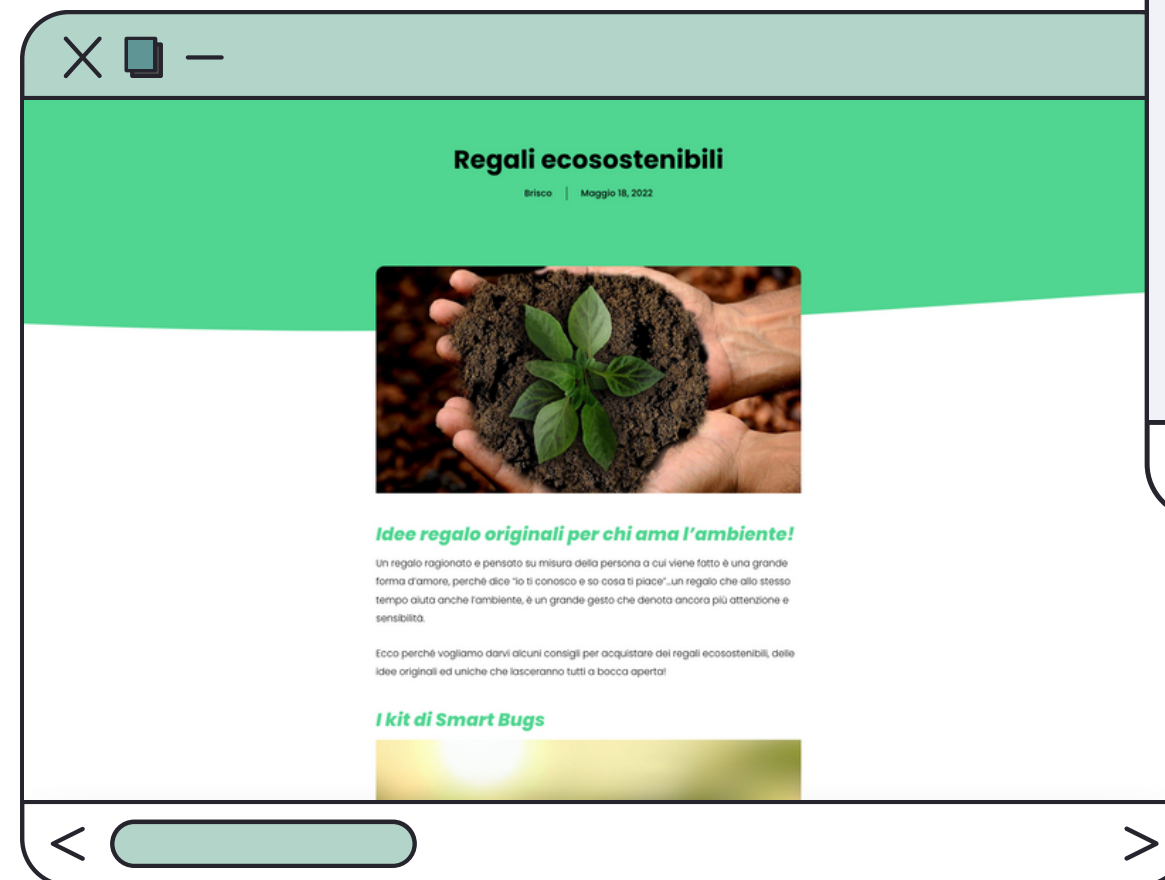 Regali ecosostenibili
Brisco | Maggio 18, 2022
Idee regalo originali per chi ama l'ambiente!
Un regalo ragionato e pensato su misura della persona a cui viene fatto è una grande
forma d'amore, perché dice "io ti conosco e so cosa ti piace"...un regalo che allo stesso
tempo aiuta anche l'ambiente, è un grande gesto che denota ancora più attenzione e
sensibilità.
Ecco perché vogliamo darvi alcuni consigli per acquistare dei regali ecosostenibili, delle
idee originali ed uniche che lasceranno tutti a bocca aperta!
I kit di Smart Bugs